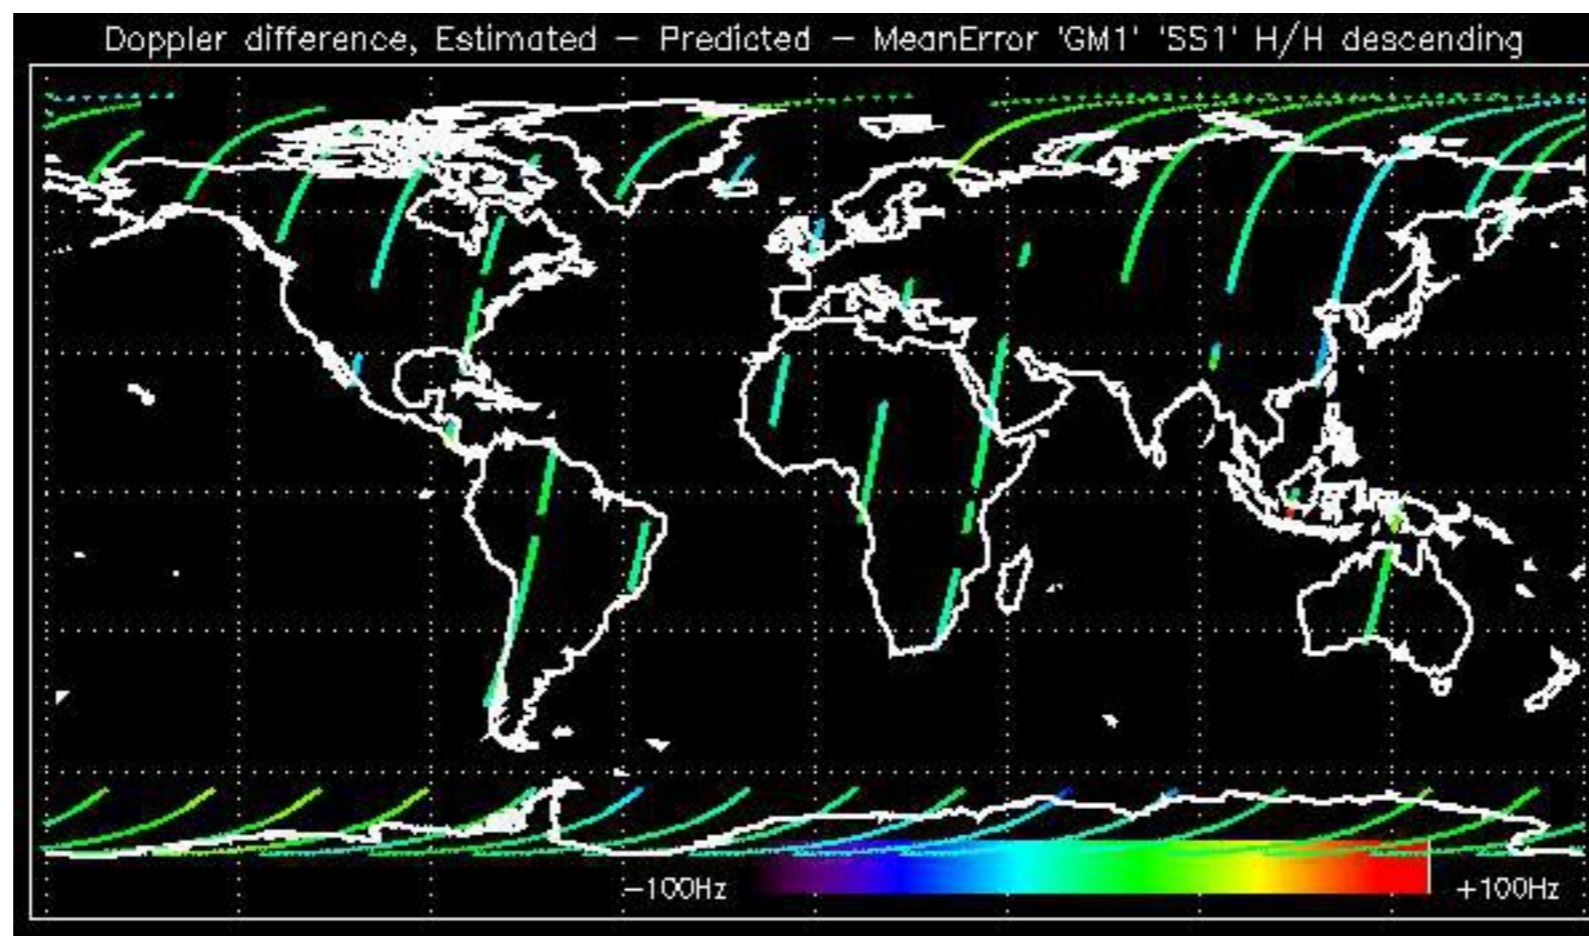 Doppler difference, Estimated – Predicted – MeanError 'GM1' 'SS1' H/H descending
−100Hz
+100Hz